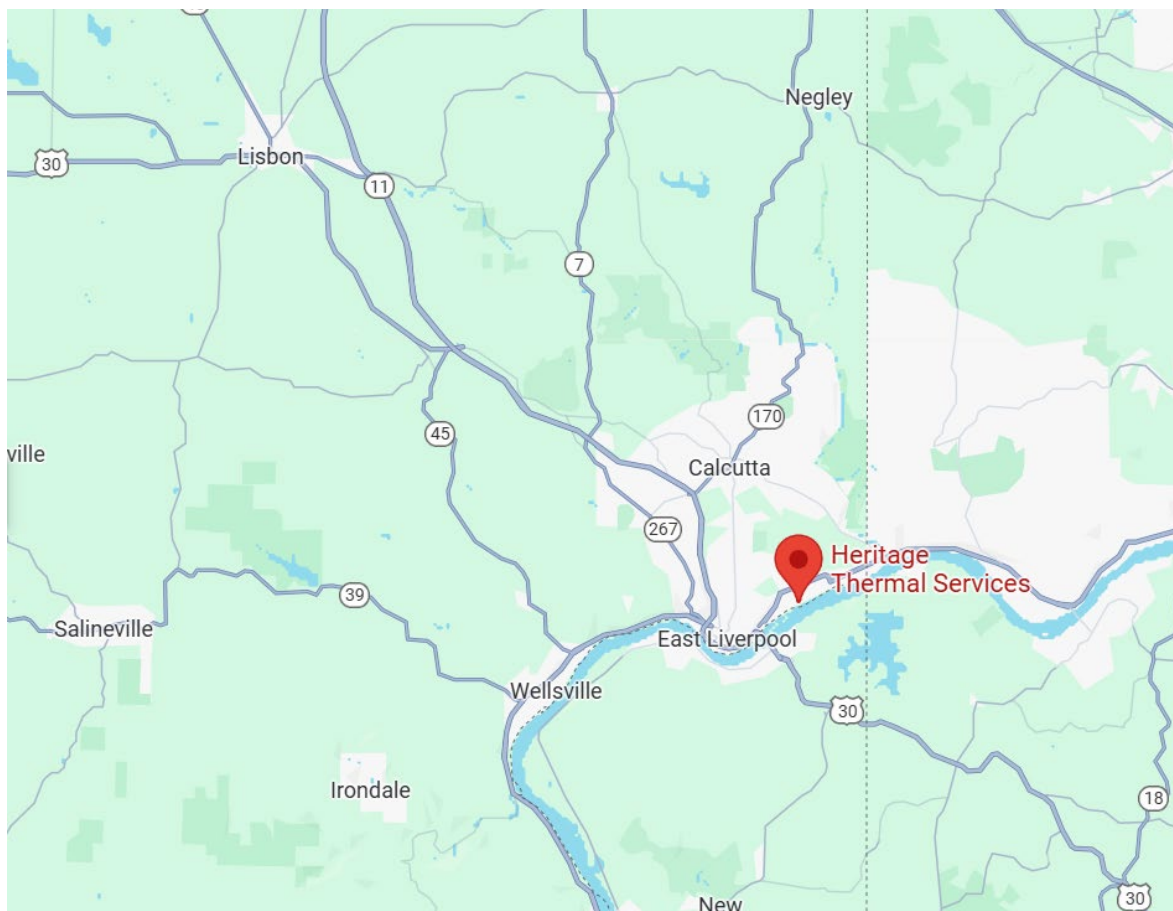 Negley
Lisbon
30
11
7
170
45
ville
Calcutta
267
Heritage
Thermal Services
39
Salineville
East Liverpool
Wellsville
30
Irondale
18
New
30